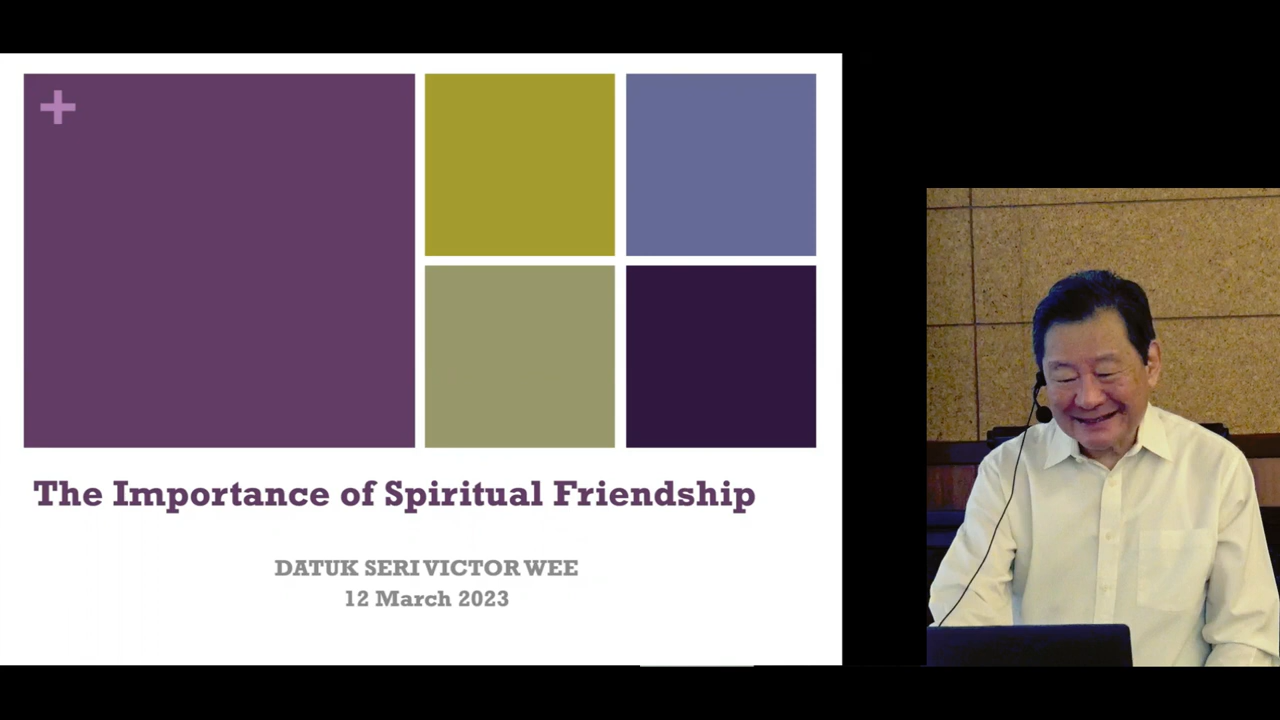 +
The Importance of Spiritual Friendship
DATUK SERI VICTOR WEE
12 March 2023